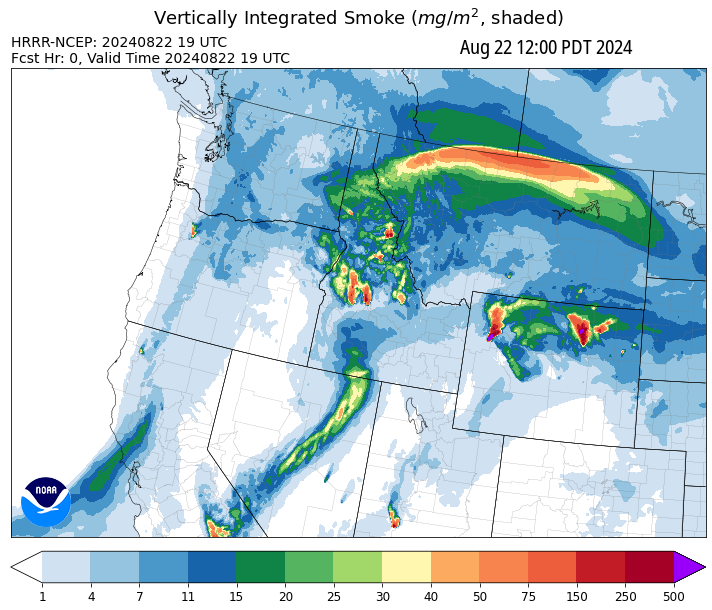 Vertically Integrated Smoke (mg/m², shaded)
HRRR-NCEP: 20240822 19 UTC
Fcst Hr: 0, Valid Time 20240822 19 UTC
Aug 22 12:00 PDT 2024
NOAA
1 4 7 11 15 20 25 30 40 50 75 150 250 500